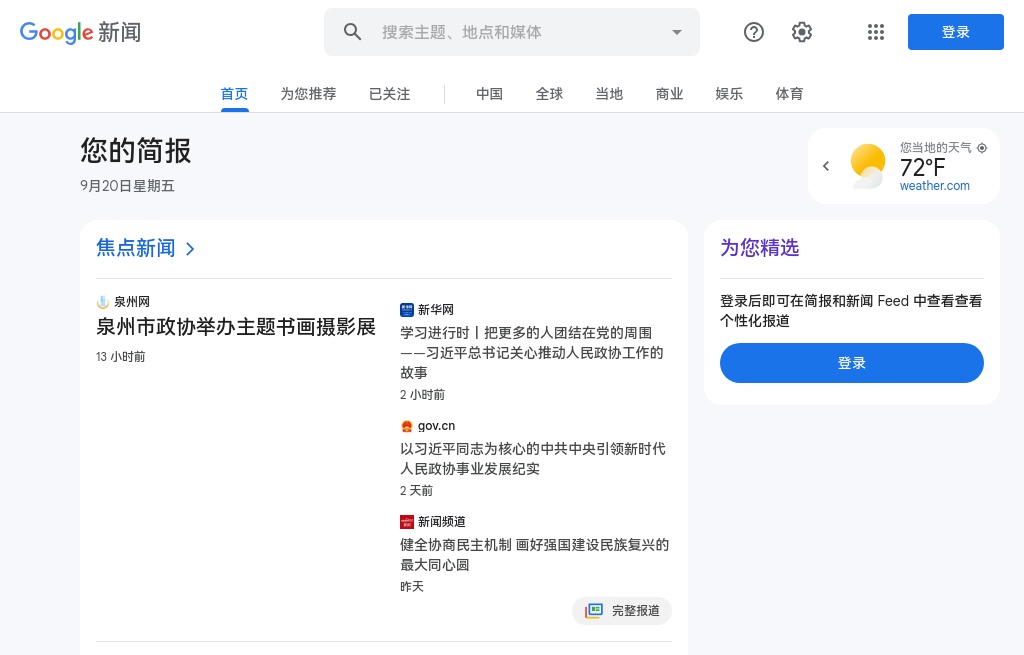 Google 新闻
搜索主题、地点和媒体
登录
首页
为您推荐
已关注
中国
全球
当地
商业
娱乐
体育
您的简报
9月20日星期五
您当地的天气
72°F
weather.com
焦点新闻
泉州网
泉州市政协举办主题书画摄影展
13 小时前
新华网
学习进行时丨把更多的人团结在党的周围
——习近平总书记关心推动人民政协工作的
故事
2 小时前
gov.cn
以习近平同志为核心的中共中央引领新时代
人民政协事业发展纪实
2 天前
新闻频道
健全协商民主机制 画好强国建设民族复兴的
最大同心圆
昨天
完整报道
为您精选
登录后即可在简报和新闻 Feed 中查看查看
个性化报道
登录